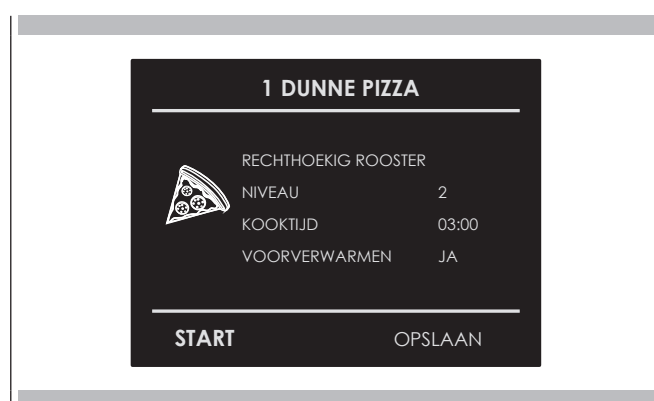 1 DUNNE PIZZA
RECHTHOEKIG ROOSTER
NIVEAU 2
KOOKTIJD 03:00
VOORVERWARMEN JA
START OPSLAAN